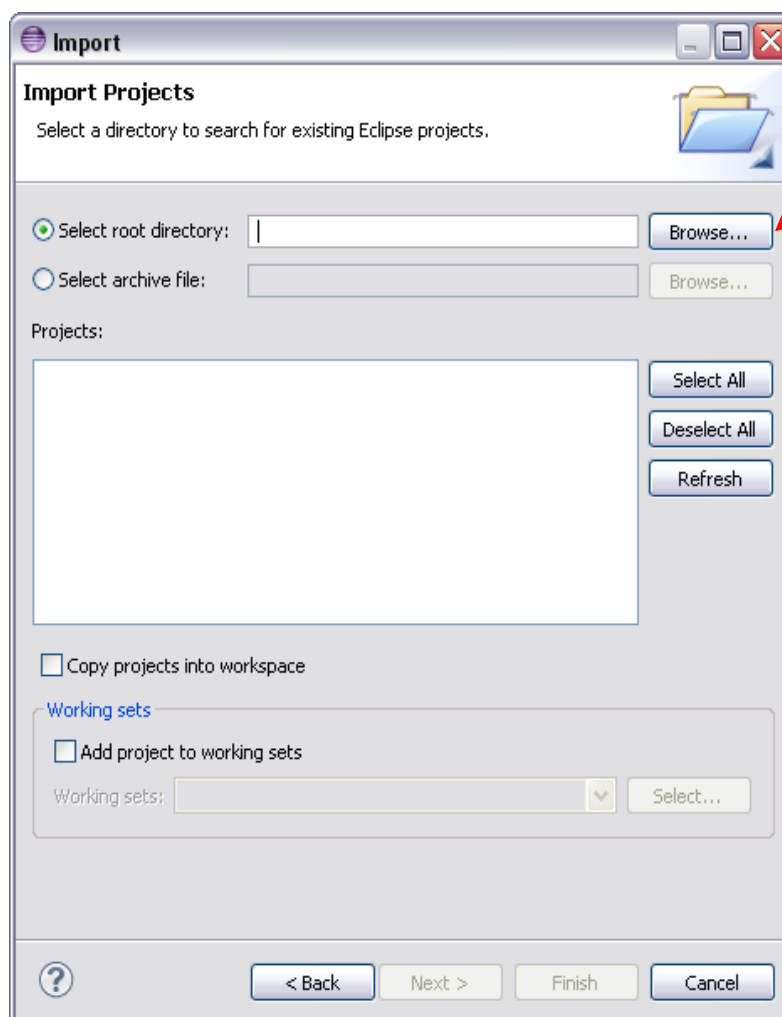 Import
Import Projects
Select a directory to search for existing Eclipse projects.
Select root directory: Browse...
Select archive file: Browse...
Projects:
Select All
Deselect All
Refresh
Copy projects into workspace
Working sets
Add project to working sets
Working sets: Select...
? < Back Next > Finish Cancel